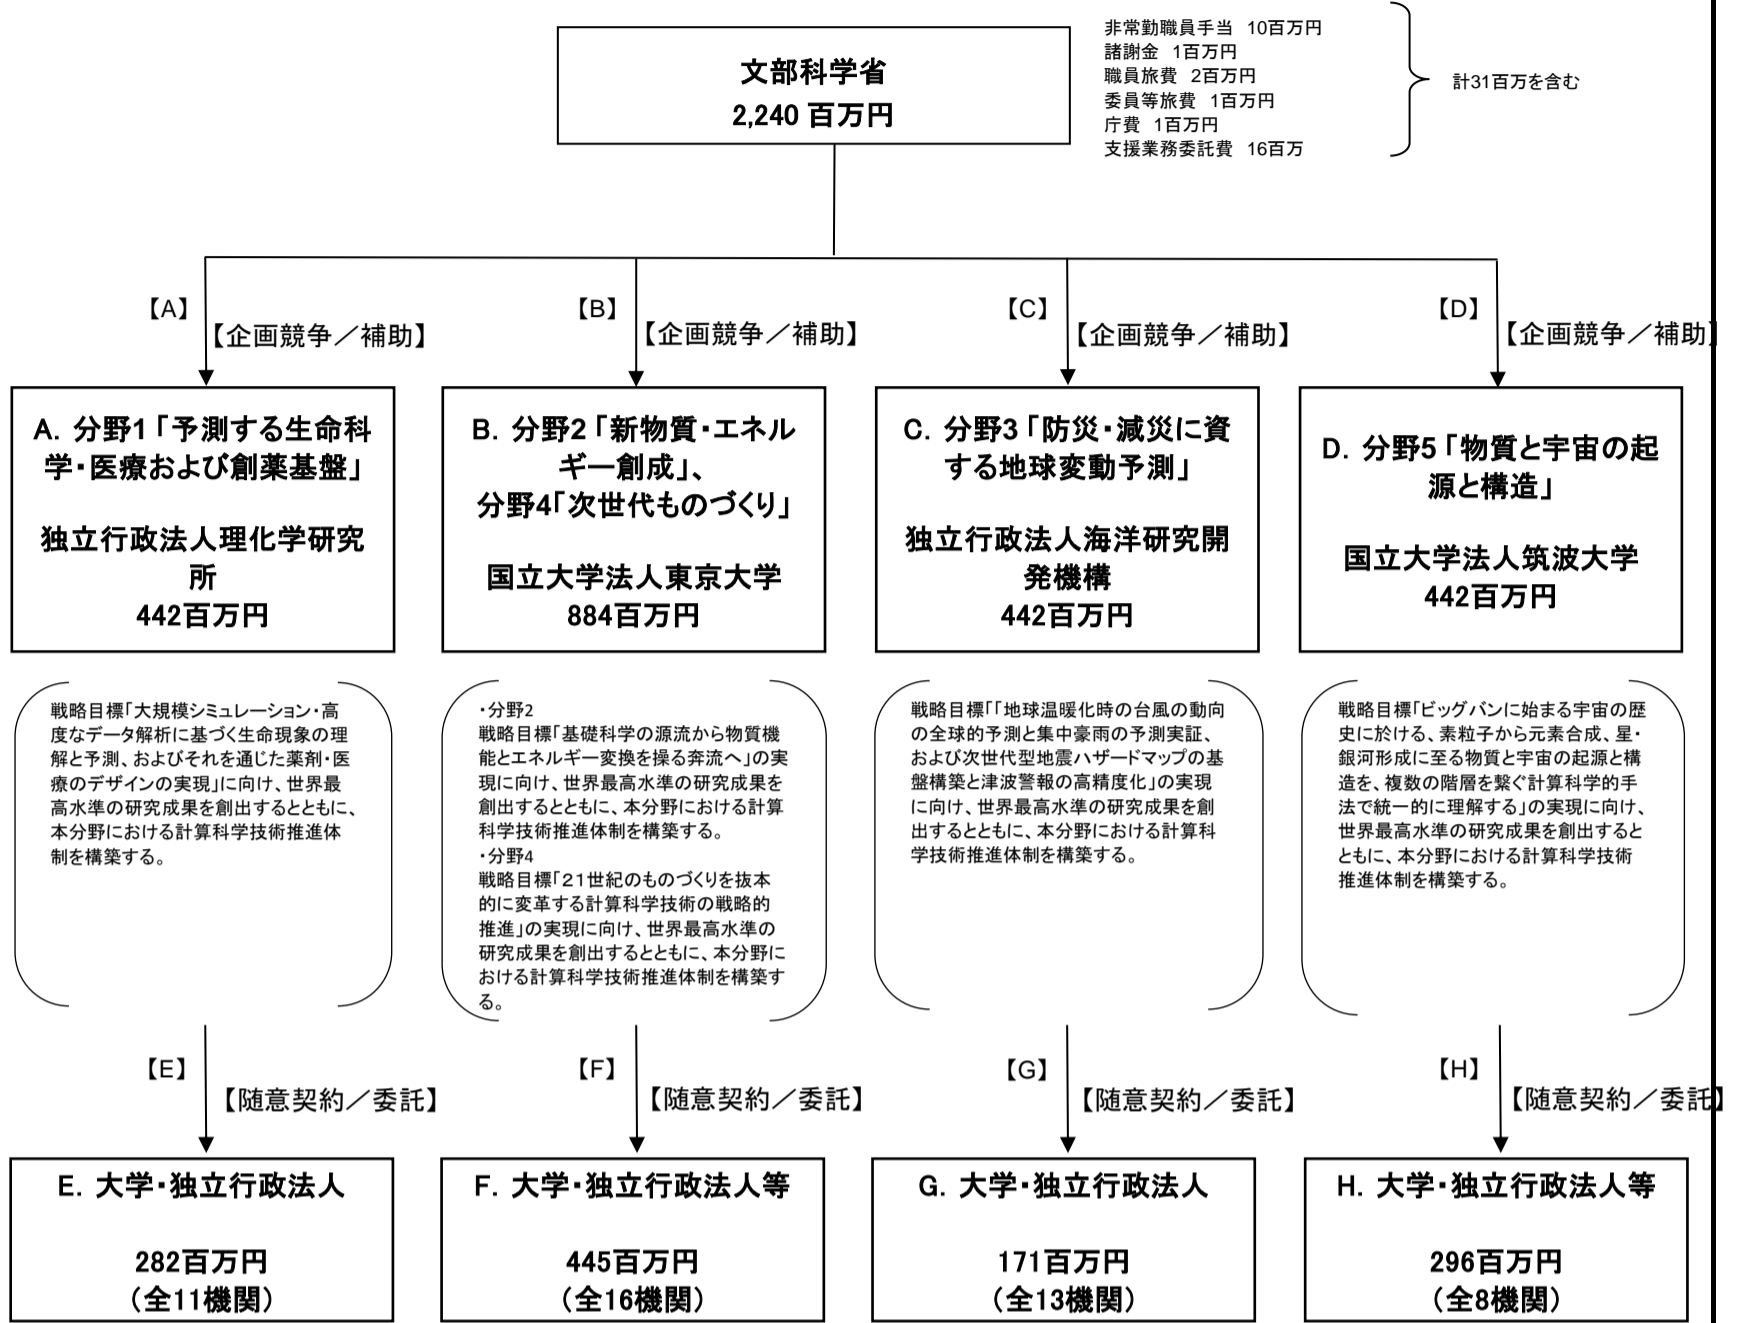 文部科学省
2,240 百万円
非常勤職員手当 10百万円
諸謝金 1百万円
職員旅費 2百万円
委員等旅費 1百万円
庁費 1百万円
支援業務委託費 16百万
計31百万を含む
【A】
【企画競争／補助】
【B】
【企画競争／補助】
【C】
【企画競争／補助】
【D】
【企画競争／補助】
A. 分野1「予測する生命科
学・医療および創薬基盤」
独立行政法人理化学研究
所
442百万円
B. 分野2「新物質・エネル
ギー創成」、
分野4「次世代ものづくり」
国立大学法人東京大学
884百万円
C. 分野3「防災・減災に資
する地球変動予測」
独立行政法人海洋研究開
発機構
442百万円
D. 分野5「物質と宇宙の起
源と構造」
国立大学法人筑波大学
442百万円
戦略目標「大規模シミュレーション・高
度なデータ解析に基づく生命現象の理
解と予測、およびそれを通じた薬剤・医
療のデザインの実現」に向け、世界最
高水準の研究成果を創出するとともに、
本分野における計算科学技術推進体
制を構築する。
・分野2
戦略目標「基礎科学の源流から物質機
能とエネルギー変換を操る奔流へ」の実
現に向け、世界最高水準の研究成果を
創出するとともに、本分野における計算
科学技術推進体制を構築する。
・分野4
戦略目標「21世紀のものづくりを抜本
的に変革する計算科学技術の戦略的
推進」の実現に向け、世界最高水準の
研究成果を創出するとともに、本分野に
おける計算科学技術推進体制を構築す
る。
戦略目標「「地球温暖化時の台風の動向
の全球的予測と集中豪雨の予測実証、
および次世代型地震ハザードマップの基
盤構築と津波警報の高精度化」の実現
に向け、世界最高水準の研究成果を創
出するとともに、本分野における計算科
学技術推進体制を構築する。
戦略目標「ビッグバンに始まる宇宙の歴
史に於ける、素粒子から元素合成、星・
銀河形成に至る物質と宇宙の起源と構
造を、複数の階層を繋ぐ計算科学的手
法で統一的に理解する」の実現に向け、
世界最高水準の研究成果を創出すると
ともに、本分野における計算科学技術
推進体制を構築する。
【E】
【随意契約／委託】
【F】
【随意契約／委託】
【G】
【随意契約／委託】
【H】
【随意契約／委託】
E. 大学・独立行政法人
282百万円
（全11機関）
F. 大学・独立行政法人等
445百万円
（全16機関）
G. 大学・独立行政法人
171百万円
（全13機関）
H. 大学・独立行政法人等
296百万円
（全8機関）